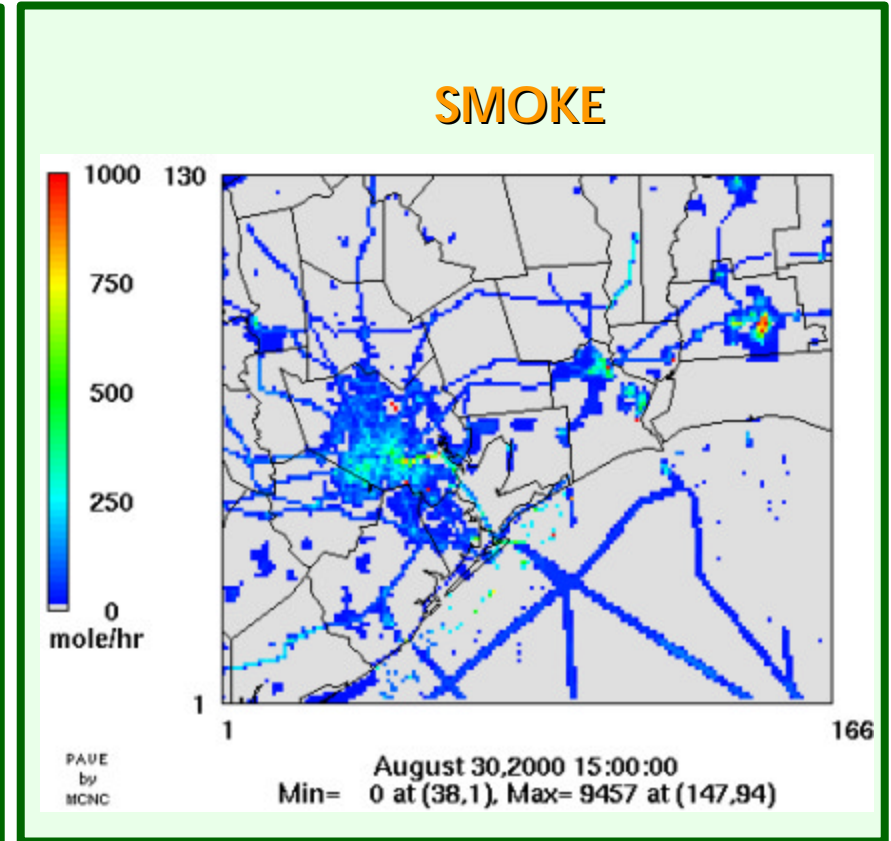 SMOKE
1000
750
500
250
0
mole/hr
130
1
1
166
PAVE
by
MCNC
August 30,2000 15:00:00
Min= 0 at (38,1), Max= 9457 at (147,94)